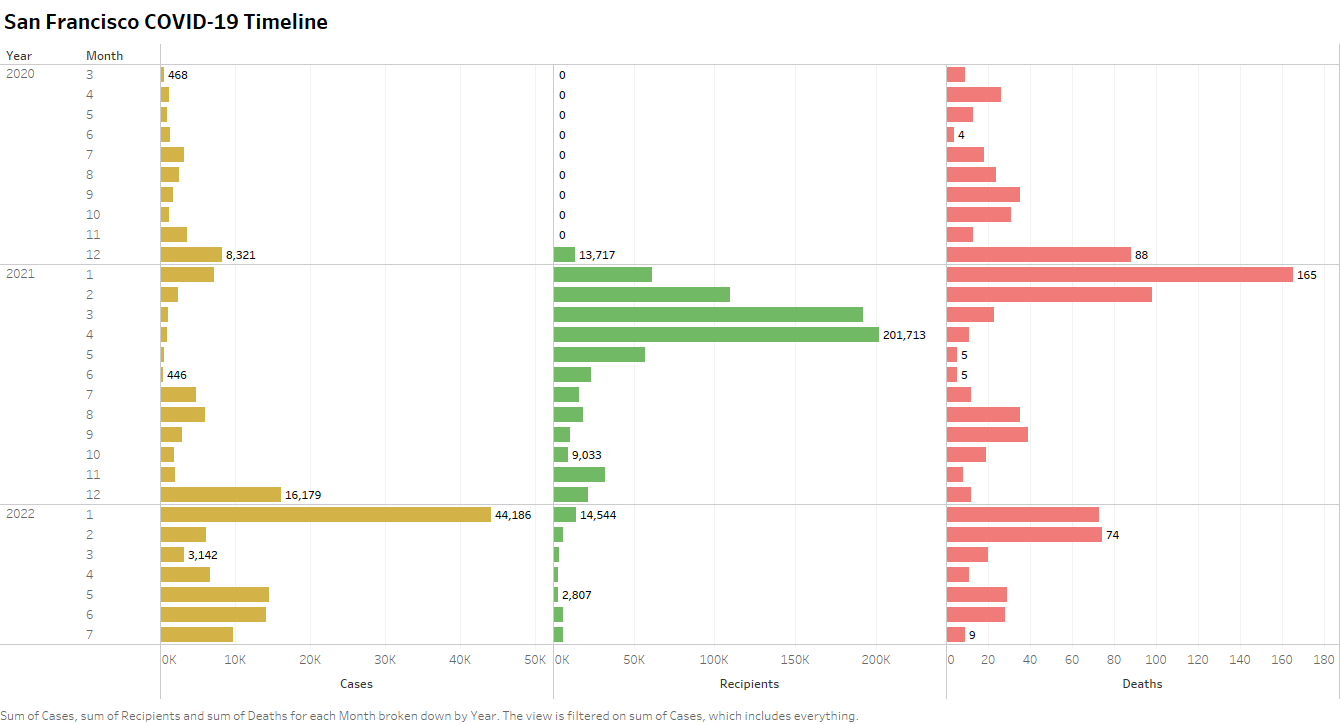 San Francisco COVID-19 Timeline
Year Month
2020 3 468 0
4 0
5 0
6 0 4
7 0
8 0
9 0
10 0
11 0
12 8,321 13,717 88
2021 1 165
2
3
4 201,713
5 5
6 446 5
7
8
9
10 9,033
11
12 16,179
2022 1 44,186 14,544
2 74
3 3,142
4
5 2,807
6
7 9
0K 10K 20K 30K 40K 50K 0K 50K 100K 150K 200K 0 20 40 60 80 100 120 140 160 180
Cases Recipients Deaths
Sum of Cases, sum of Recipients and sum of Deaths for each Month broken down by Year. The view is filtered on sum of Cases, which includes everything.